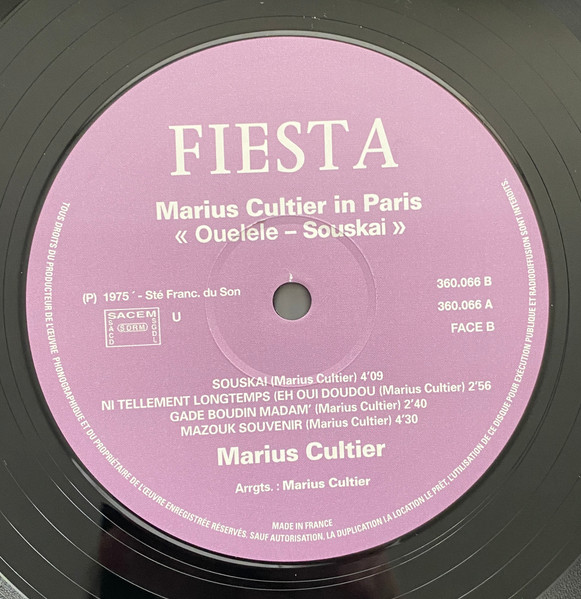 FIESTA
Marius Cultier in Paris
« Ouelele – Souskai »
(P) 1975 ' - Sté Franc. du Son
360.066 B
360.066 A
FACE B
SACEM
SACD
SDRM
SGDL
U
SOUSKAI (Marius Cultier) 4'09
NI TELLEMENT LONGTEMPS (EH OUI DOUDOU (Marius Cultier) 2'56
GADE BOUDIN MADAM' (Marius Cultier) 2'40
MAZOUK SOUVENIR (Marius Cultier) 4'30
Marius Cultier
Arrgts. : Marius Cultier
MADE IN FRANCE
TOUS DROITS DU PRODUCTEUR DE L'ŒUVRE PHONOGRAPHIQUE ET DU PROPRIÉTAIRE DE L'ŒUVRE ENREGISTRÉE RÉSERVÉS. SAUF AUTORISATION. LA DUPLICATION LA LOCATION LE PRÊT. L'UTILISATION DE CE DISQUE POUR EXÉCUTION PUBLIQUE ET RADIODIFFUSION SONT INTERDITS.